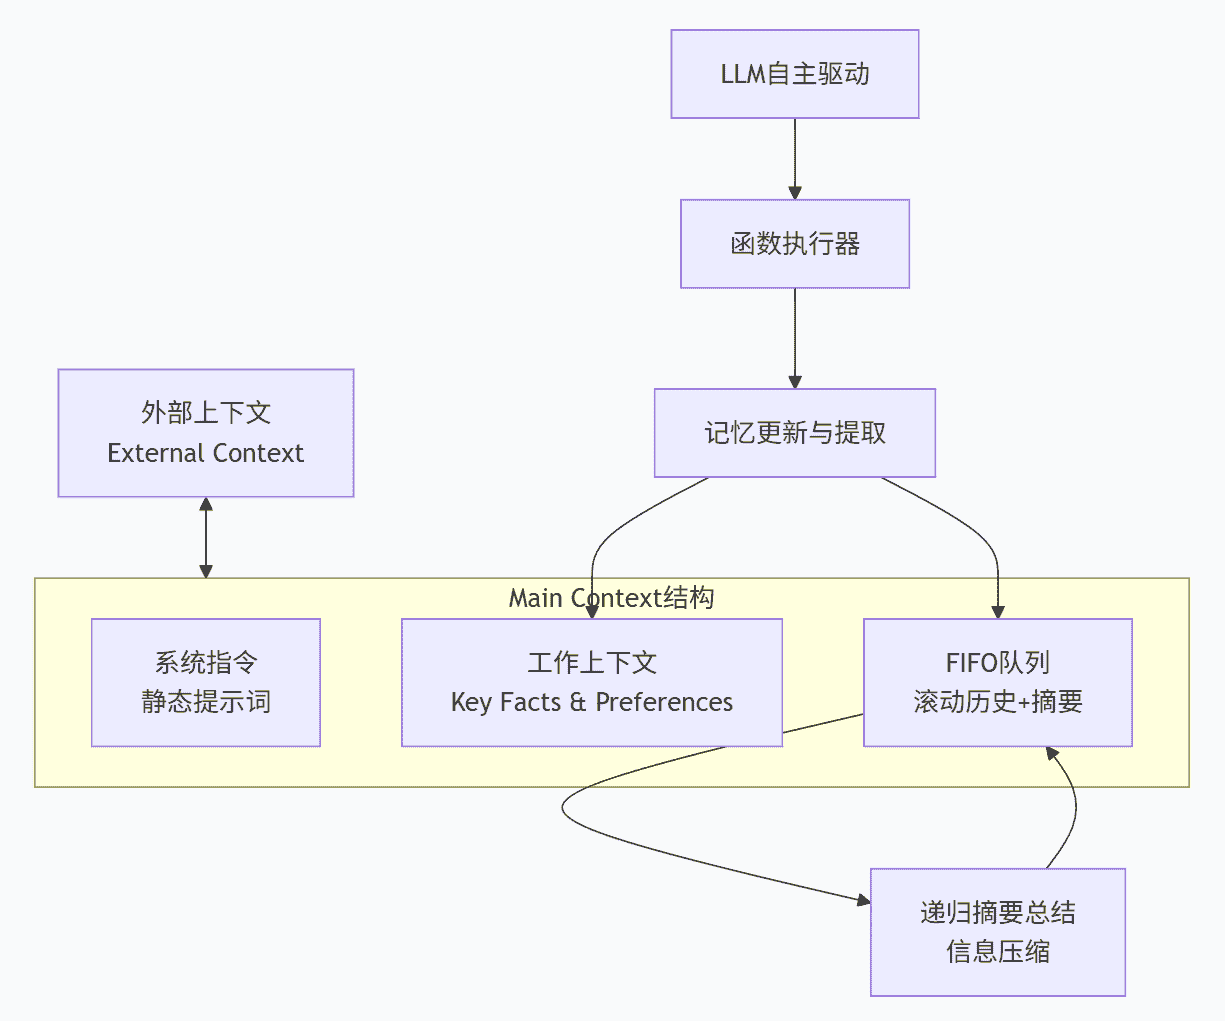 LLM自主驱动
函数执行器
外部上下文
External Context
记忆更新与提取
Main Context结构
系统指令
静态提示词
工作上下文
Key Facts & Preferences
FIFO队列
滚动历史+摘要
递归摘要总结
信息压缩